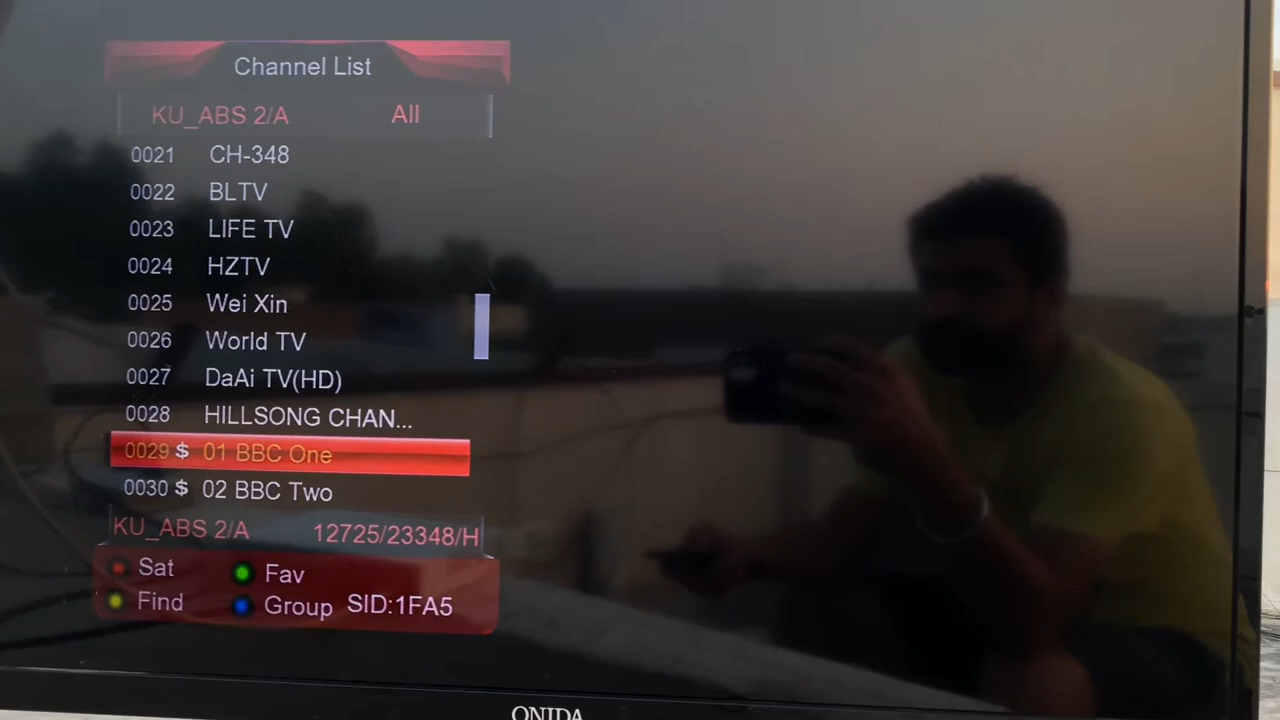 Channel List
KU_ABS 2/A All
0021 CH-348
0022 BLTV
0023 LIFE TV
0024 HZTV
0025 Wei Xin
0026 World TV
0027 DaAi TV(HD)
0028 HILLSONG CHAN...
0029 $ 01 BBC One
0030 $ 02 BBC Two
KU_ABS 2/A 12725/23348/H
Sat Fav
Find Group SID:1FA5
ONIDA